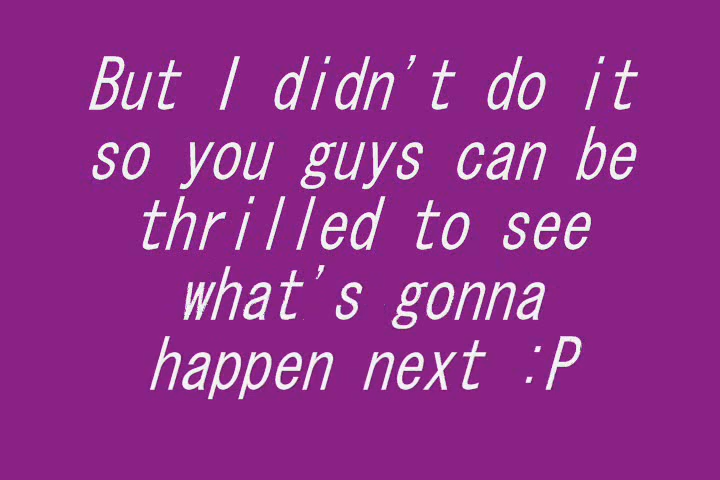 But I didn't do it
so you guys can be
thrilled to see
what's gonna
happen next :P